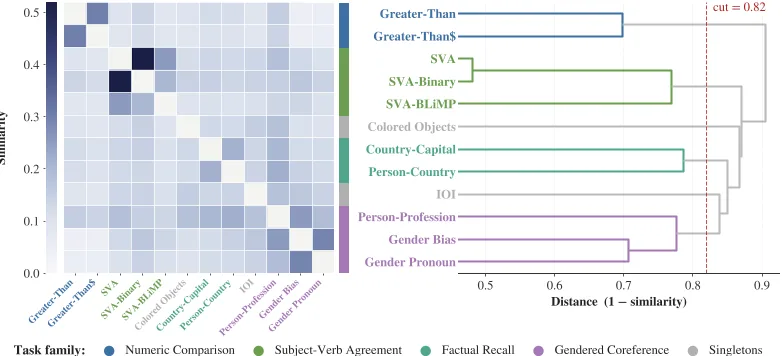 0.5
0.4
0.3
0.2
0.1
0.0
Similarity
Greater-Than
Greater-Than$
SVA
SVA-Binary
SVA-BLiMP
Colored Objects
Country-Capital
Person-Country
IOI
Person-Profession
Gender Bias
Gender Pronoun
cut = 0.82
Greater-Than
Greater-Than$
SVA
SVA-Binary
SVA-BLiMP
Colored Objects
Country-Capital
Person-Country
IOI
Person-Profession
Gender Bias
Gender Pronoun
0.5 0.6 0.7 0.8 0.9
Distance (1 − similarity)
Task family: Numeric Comparison Subject-Verb Agreement Factual Recall Gendered Coreference Singletons